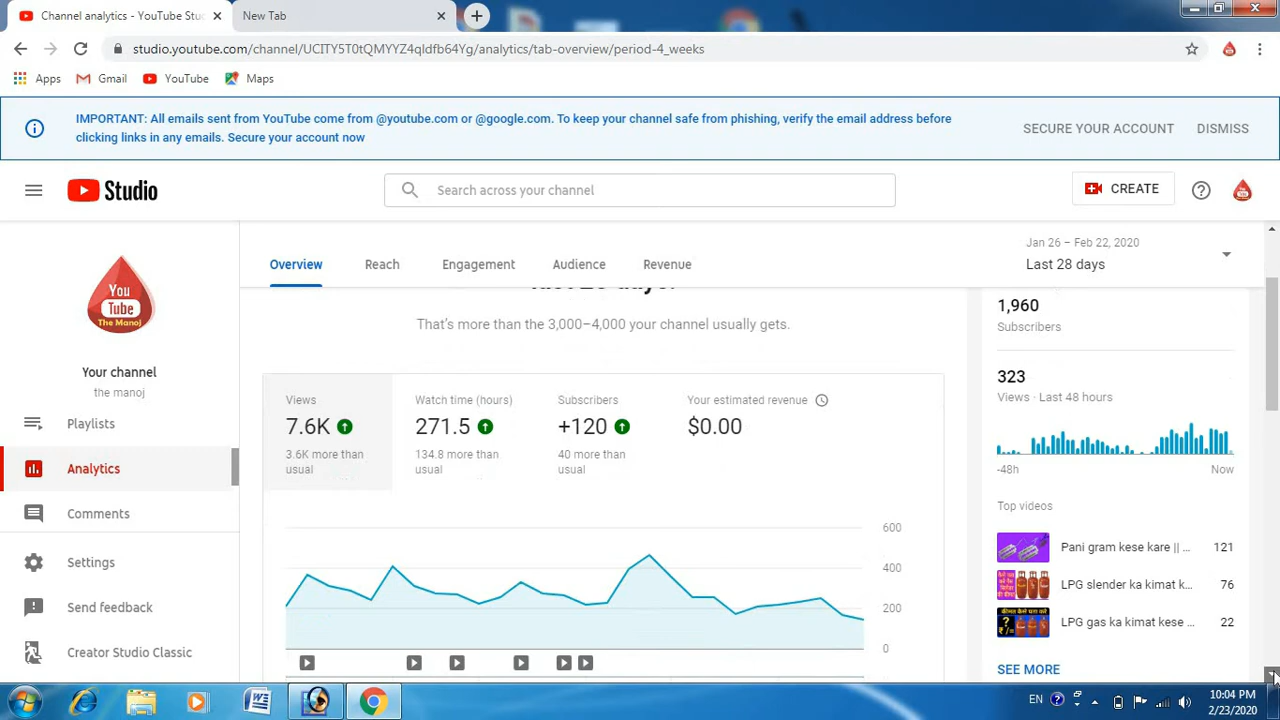 Channel analytics - YouTube Stu
New Tab
studio.youtube.com/channel/UCITY5T0tQMYYZ4qldfb64Yg/analytics/tab-overview/period-4_weeks
Apps
Gmail
YouTube
Maps
IMPORTANT: All emails sent from YouTube come from @youtube.com or @google.com. To keep your channel safe from phishing, verify the email address before
clicking links in any emails. Secure your account now
SECURE YOUR ACCOUNT
DISMISS
Studio
Search across your channel
CREATE
You
Tube
The Manoj
Your channel
the manoj
Playlists
Analytics
Comments
Settings
Send feedback
Creator Studio Classic
Overview
Reach
Engagement
Audience
Revenue
Jan 26 – Feb 22, 2020
Last 28 days
last 28 days.
That's more than the 3,000–4,000 your channel usually gets.
Views
7.6K
3.6K more than
usual
Watch time (hours)
271.5
134.8 more than
usual
Subscribers
+120
40 more than
usual
Your estimated revenue
$0.00
600
400
200
0
1,960
Subscribers
323
Views · Last 48 hours
-48h
Now
Top videos
Pani gram kese kare || ...
121
LPG slender ka kimat k...
76
LPG gas ka kimat kese ...
22
SEE MORE
EN
10:04 PM
2/23/2020